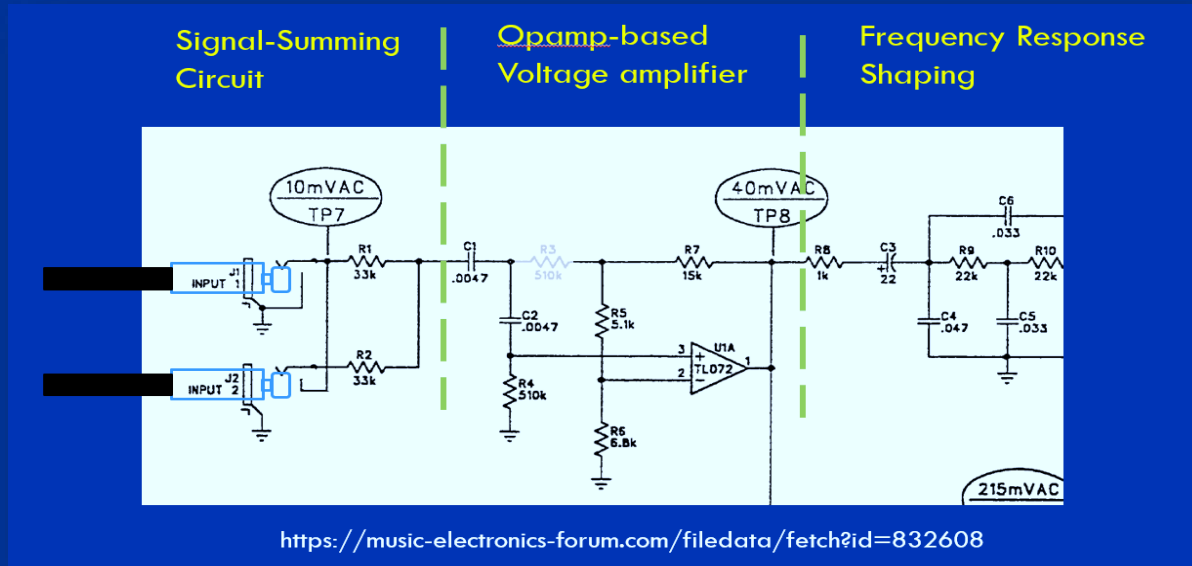 Signal-Summing
Circuit
Opamp-based
Voltage amplifier
Frequency Response
Shaping
10mVAC
TP7
40mVAC
TP8
C6
.033
R1
33k
C1
.0047
R3
510k
R7
15k
R8
1k
C3
+
22
R9
22k
R10
22k
J1
INPUT 1
C2
.0047
R5
5.1k
C4
.047
C5
.033
U1A
3
+
1
TL072
2
-
R2
33k
J2
INPUT 2
R4
510k
R6
6.8k
215mVAC
https://music-electronics-forum.com/filedata/fetch?id=832608